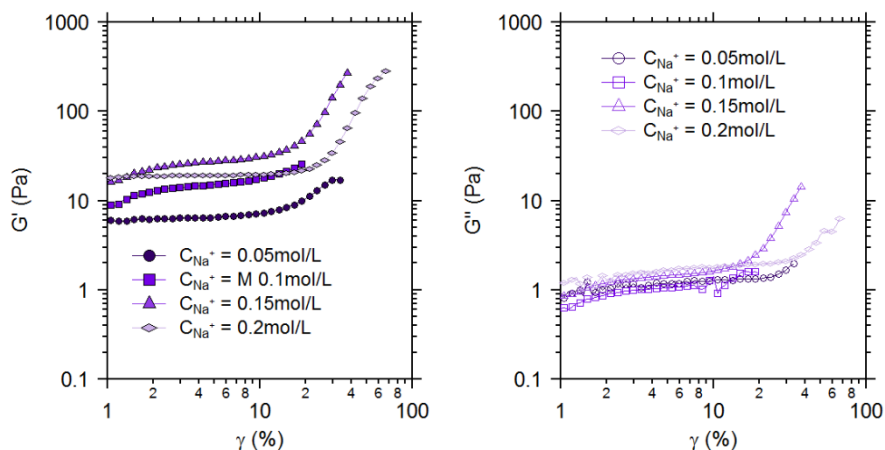 1000
100
10
1
0.1
G' (Pa)
C_Na⁺ = 0.05mol/L
C_Na⁺ = M 0.1mol/L
C_Na⁺ = 0.15mol/L
C_Na⁺ = 0.2mol/L
1 2 4 6 8 10 2 4 6 8 100
γ (%)
1000
100
10
1
0.1
G" (Pa)
C_Na⁺ = 0.05mol/L
C_Na⁺ = 0.1mol/L
C_Na⁺ = 0.15mol/L
C_Na⁺ = 0.2mol/L
1 2 4 6 8 10 2 4 6 8 100
γ (%)